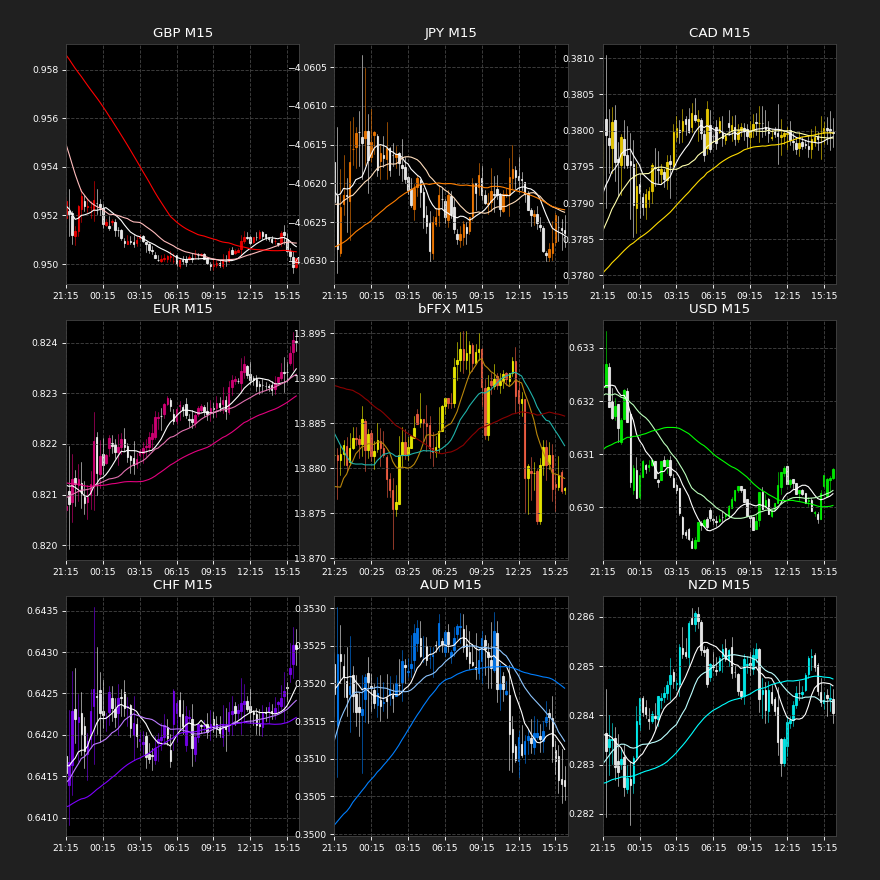 GBP M15
0.958
0.956
0.954
0.952
0.950
21:15 00:15 03:15 06:15 09:15 12:15 15:15
JPY M15
−4.0605
−4.0610
−4.0615
−4.0620
−4.0625
−4.0630
21:15 00:15 03:15 06:15 09:15 12:15 15:15
CAD M15
0.3810
0.3805
0.3800
0.3795
0.3790
0.3785
0.3780
21:15 00:15 03:15 06:15 09:15 12:15 15:15
EUR M15
0.824
0.823
0.822
0.821
0.820
21:15 00:15 03:15 06:15 09:15 12:15 15:15
bFFX M15
13.895
13.890
13.885
13.880
13.875
13.870
21:25 00:25 03:25 06:25 09:25 12:25 15:25
USD M15
0.633
0.632
0.631
0.630
21:15 00:15 03:15 06:15 09:15 12:15 15:15
CHF M15
0.6435
0.6430
0.6425
0.6420
0.6415
0.6410
21:15 00:15 03:15 06:15 09:15 12:15 15:15
AUD M15
0.3530
0.3525
0.3520
0.3515
0.3510
0.3505
0.3500
21:15 00:15 03:15 06:15 09:15 12:15 15:15
NZD M15
0.286
0.285
0.284
0.283
0.282
21:15 00:15 03:15 06:15 09:15 12:15 15:15